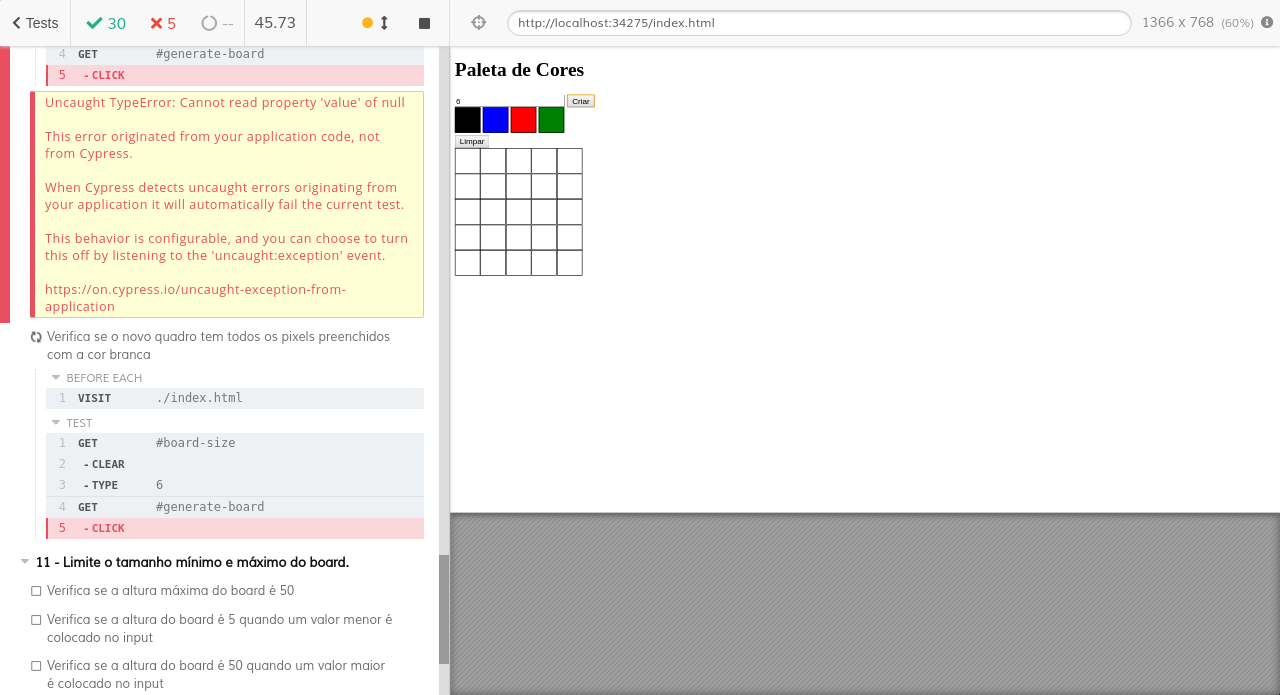 Tests
30
5
--
45.73
http://localhost:34275/index.html
1366 x 768 (60%)
4 GET #generate-board
5 - CLICK
Uncaught TypeError: Cannot read property 'value' of null
This error originated from your application code, not
from Cypress.
When Cypress detects uncaught errors originating from
your application it will automatically fail the current test.
This behavior is configurable, and you can choose to turn
this off by listening to the 'uncaught:exception' event.
https://on.cypress.io/uncaught-exception-from-
application
Verifica se o novo quadro tem todos os pixels preenchidos
com a cor branca
BEFORE EACH
1 VISIT ./index.html
TEST
1 GET #board-size
2 - CLEAR
3 - TYPE 6
4 GET #generate-board
5 - CLICK
11 - Limite o tamanho mínimo e máximo do board.
Verifica se a altura máxima do board é 50
Verifica se a altura do board é 5 quando um valor menor é
colocado no input
Verifica se a altura do board é 50 quando um valor maior
é colocado no input
Paleta de Cores
6
Criar
Limpar